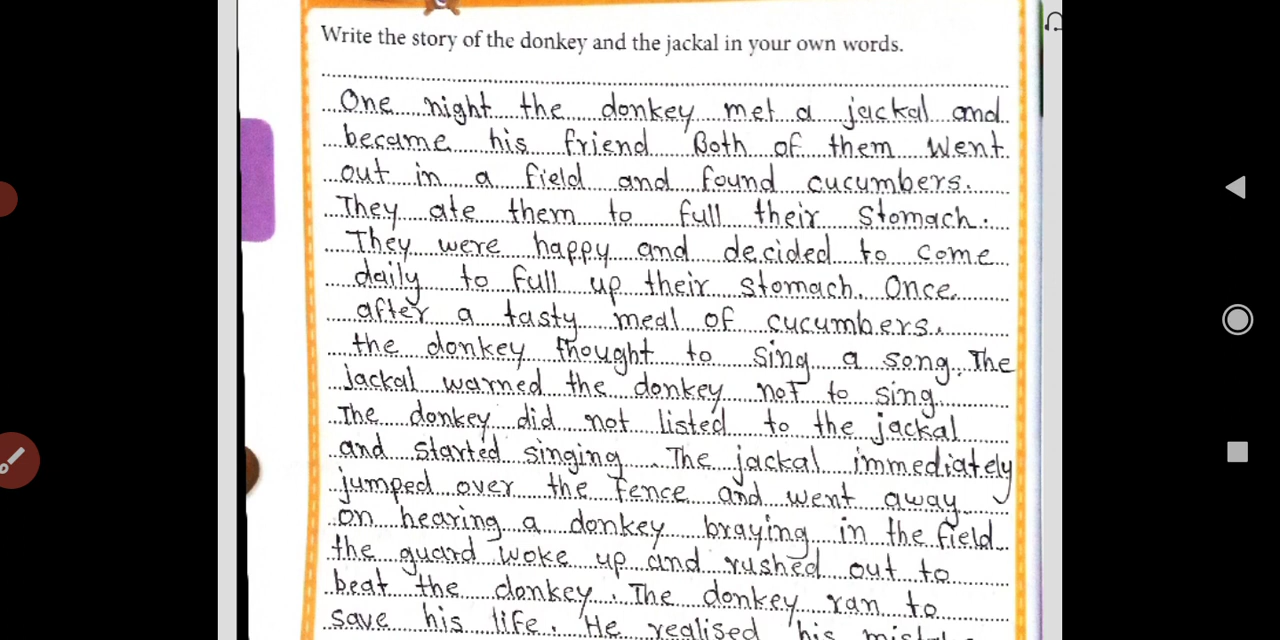 Write the story of the donkey and the jackal in your own words.
One night the donkey met a jackal and
became his friend Both of them went
out in a field and found cucumbers.
They ate them to full their stomach.
They were happy and decided to come
daily to full up their stomach. Once
after a tasty meal of cucumbers.
the donkey thought to sing a song. The
jackal warned the donkey not to sing.
The donkey did not listed to the jackal
and started singing. The jackal immediately
jumped over the fence and went away
on hearing a donkey braying in the field
the guard woke up and rushed out to
beat the donkey. The donkey ran to
save his life. He realised his